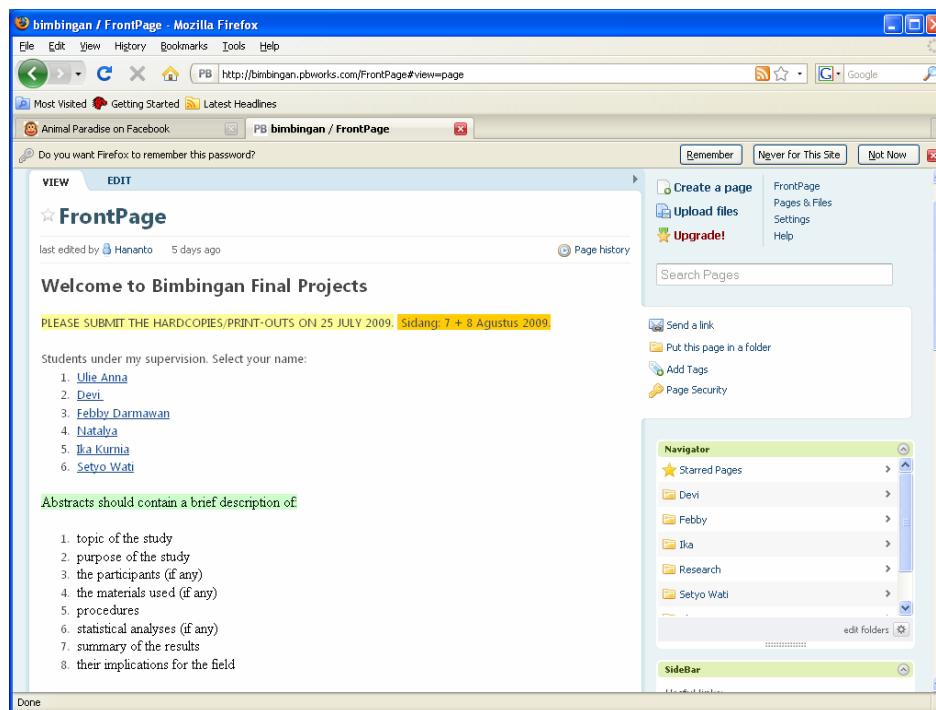 bimbingan / FrontPage - Mozilla Firefox
File Edit View History Bookmarks Tools Help
PB http://bimbingan.pbworks.com/FrontPage#view=page
G Google
Most Visited Getting Started Latest Headlines
Animal Paradise on Facebook PB bimbingan / FrontPage
Do you want Firefox to remember this password? Remember Never for This Site Not Now
VIEW EDIT
FrontPage
last edited by Hananto 5 days ago Page history
Welcome to Bimbingan Final Projects
PLEASE SUBMIT THE HARDCOPIES/PRINT-OUTS ON 25 JULY 2009. Sidang: 7 + 8 Agustus 2009.
Students under my supervision. Select your name:
1. Ulie Anna
2. Devi
3. Febby Darmawan
4. Natalya
5. Ika Kurnia
6. Setyo Wati
Abstracts should contain a brief description of:
1. topic of the study
2. purpose of the study
3. the participants (if any)
4. the materials used (if any)
5. procedures
6. statistical analyses (if any)
7. summary of the results
8. their implications for the field
Create a page
Upload files
Upgrade!
FrontPage
Pages & Files
Settings
Help
Search Pages
Send a link
Put this page in a folder
Add Tags
Page Security
Navigator
Starred Pages
Devi
Febby
Ika
Research
Setyo Wati
edit folders
SideBar
Done